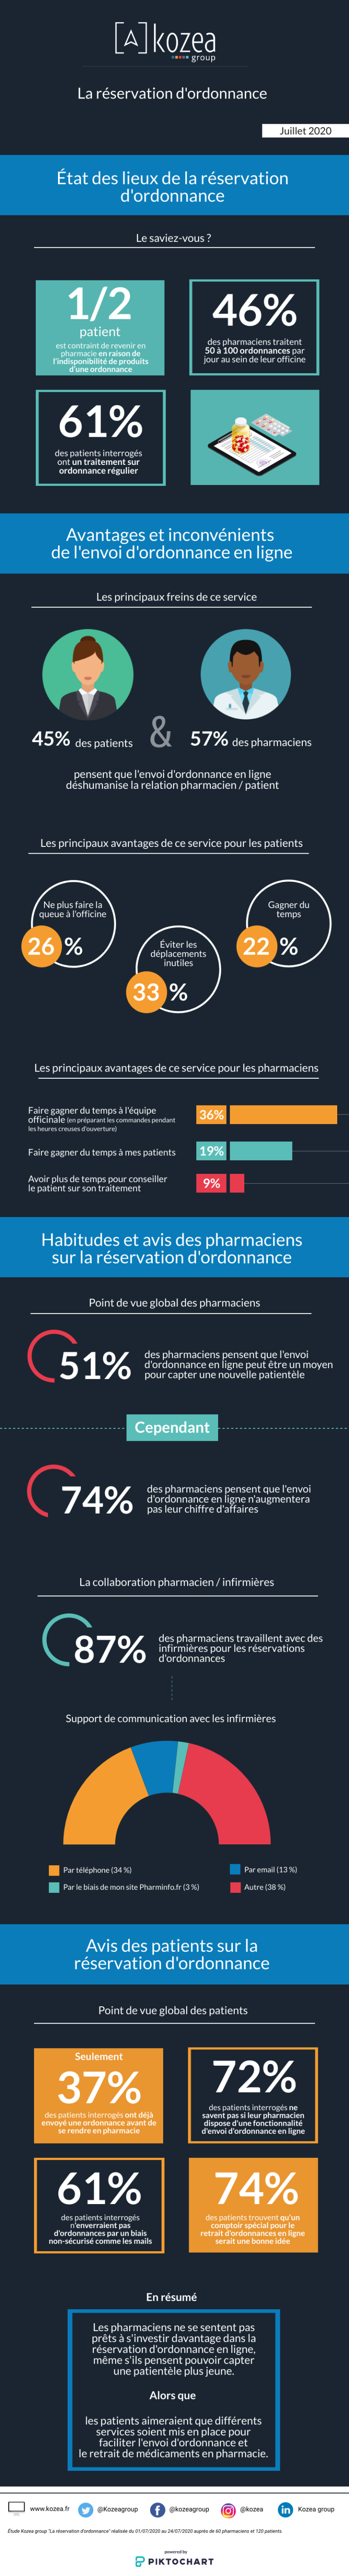 [A] kozea
group
La réservation d'ordonnance
Juillet 2020
État des lieux de la réservation
d'ordonnance
Le saviez-vous ?
1/2
patient
est contraint de revenir en
pharmacie en raison de
l'indisponibilité de produits
d'une ordonnance
46%
des pharmaciens traitent
50 à 100 ordonnances par
jour au sein de leur officine
61%
des patients interrogés
ont un traitement sur
ordonnance régulier
Avantages et inconvénients
de l'envoi d'ordonnance en ligne
Les principaux freins de ce service
45% des patients
&
57% des pharmaciens
pensent que l'envoi d'ordonnance en ligne
déshumanise la relation pharmacien / patient
Les principaux avantages de ce service pour les patients
Ne plus faire la
queue à l'officine
26 %
Éviter les
déplacements
inutiles
33 %
Gagner du
temps
22 %
Les principaux avantages de ce service pour les pharmaciens
Faire gagner du temps à l'équipe
officinale (en préparant les commandes pendant
les heures creuses d'ouverture)
36%
Faire gagner du temps à mes patients
19%
Avoir plus de temps pour conseiller
le patient sur son traitement
9%
Habitudes et avis des pharmaciens
sur la réservation d'ordonnance
Point de vue global des pharmaciens
51%
des pharmaciens pensent que l'envoi
d'ordonnance en ligne peut être un moyen
pour capter une nouvelle patientèle
Cependant
74%
des pharmaciens pensent que l'envoi
d'ordonnance en ligne n'augmentera
pas leur chiffre d'affaires
La collaboration pharmacien / infirmières
87%
des pharmaciens travaillent avec des
infirmières pour les réservations
d'ordonnances
Support de communication avec les infirmières
Par téléphone (34 %)
Par email (13 %)
Par le biais de mon site Pharminfo.fr (3 %)
Autre (38 %)
Avis des patients sur la
réservation d'ordonnance
Point de vue global des patients
Seulement
37%
des patients interrogés ont déjà
envoyé une ordonnance avant de
se rendre en pharmacie
72%
des patients interrogés ne
savent pas si leur pharmacien
dispose d'une fonctionnalité
d'envoi d'ordonnance en ligne
61%
des patients interrogés
n'enverraient pas
d'ordonnances par un biais
non-sécurisé comme les mails
74%
des patients trouvent qu'un
comptoir spécial pour le
retrait d'ordonnances en ligne
serait une bonne idée
En résumé
Les pharmaciens ne se sentent pas
prêts à s'investir davantage dans la
réservation d'ordonnance en ligne,
même s'ils pensent pouvoir capter
une patientèle plus jeune.
Alors que
les patients aimeraient que différents
services soient mis en place pour
faciliter l'envoi d'ordonnance et
le retrait de médicaments en pharmacie.
www.kozea.fr
@Kozeagroup
@kozeagroup
@kozea
Kozea group
Étude Kozea group "La réservation d'ordonnance" réalisée du 01/07/2020 au 24/07/2020 auprès de 60 pharmaciens et 120 patients.
powered by
PIKTOCHART